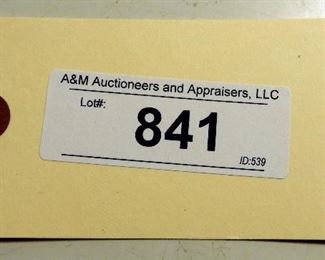 A&M Auctioneers and Appraisers, LLC
Lot#:
841
ID:539